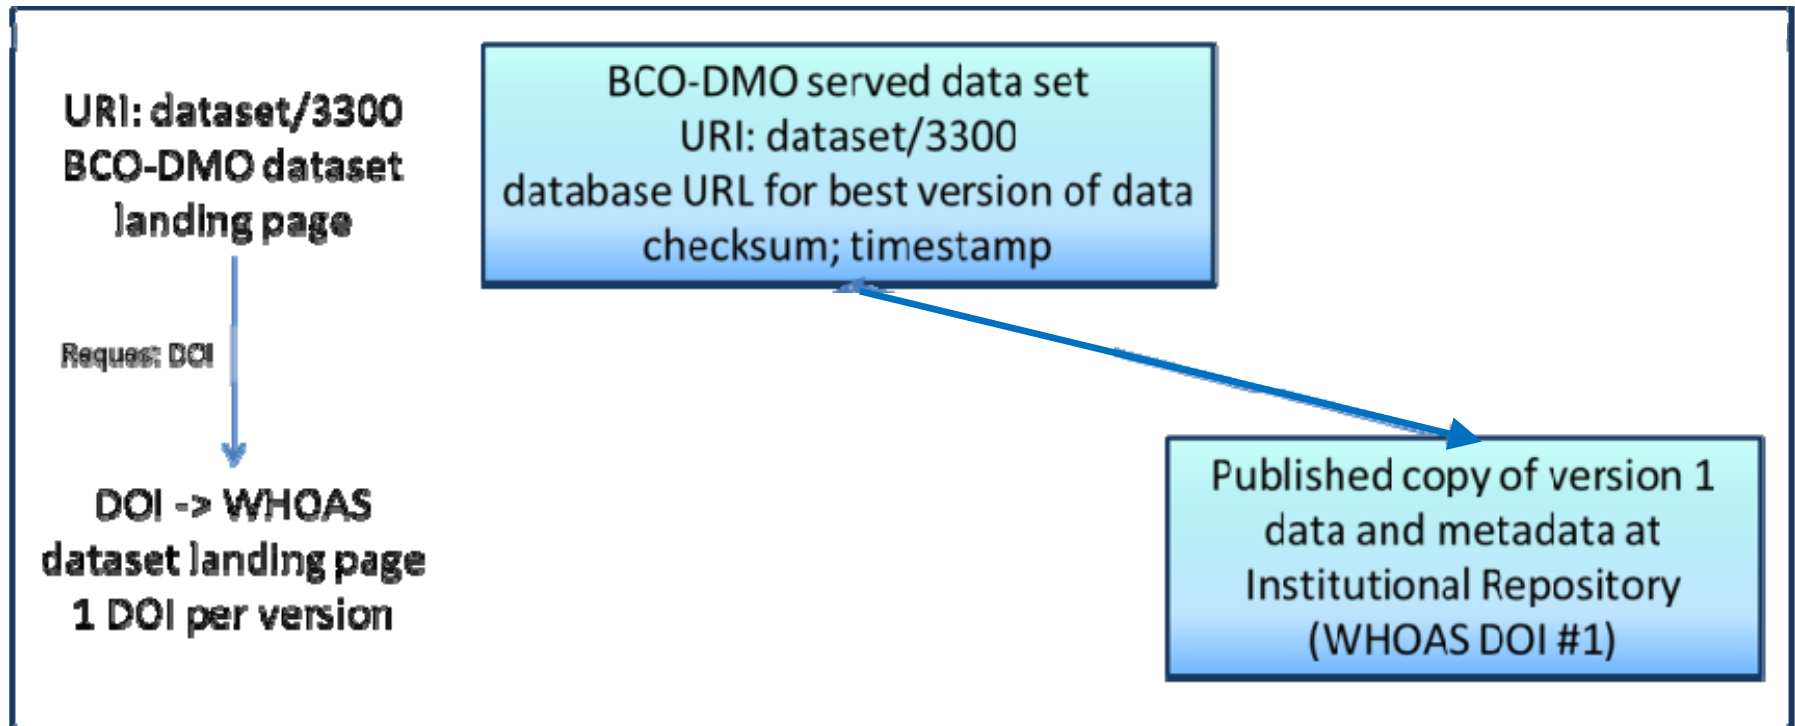 URI: dataset/3300
BCO-DMO dataset
landing page
Request DOI
DOI -> WHOAS
dataset landing page
1 DOI per version
BCO-DMO served data set
URI: dataset/3300
database URL for best version of data
checksum; timestamp
Published copy of version 1
data and metadata at
Institutional Repository
(WHOAS DOI #1)